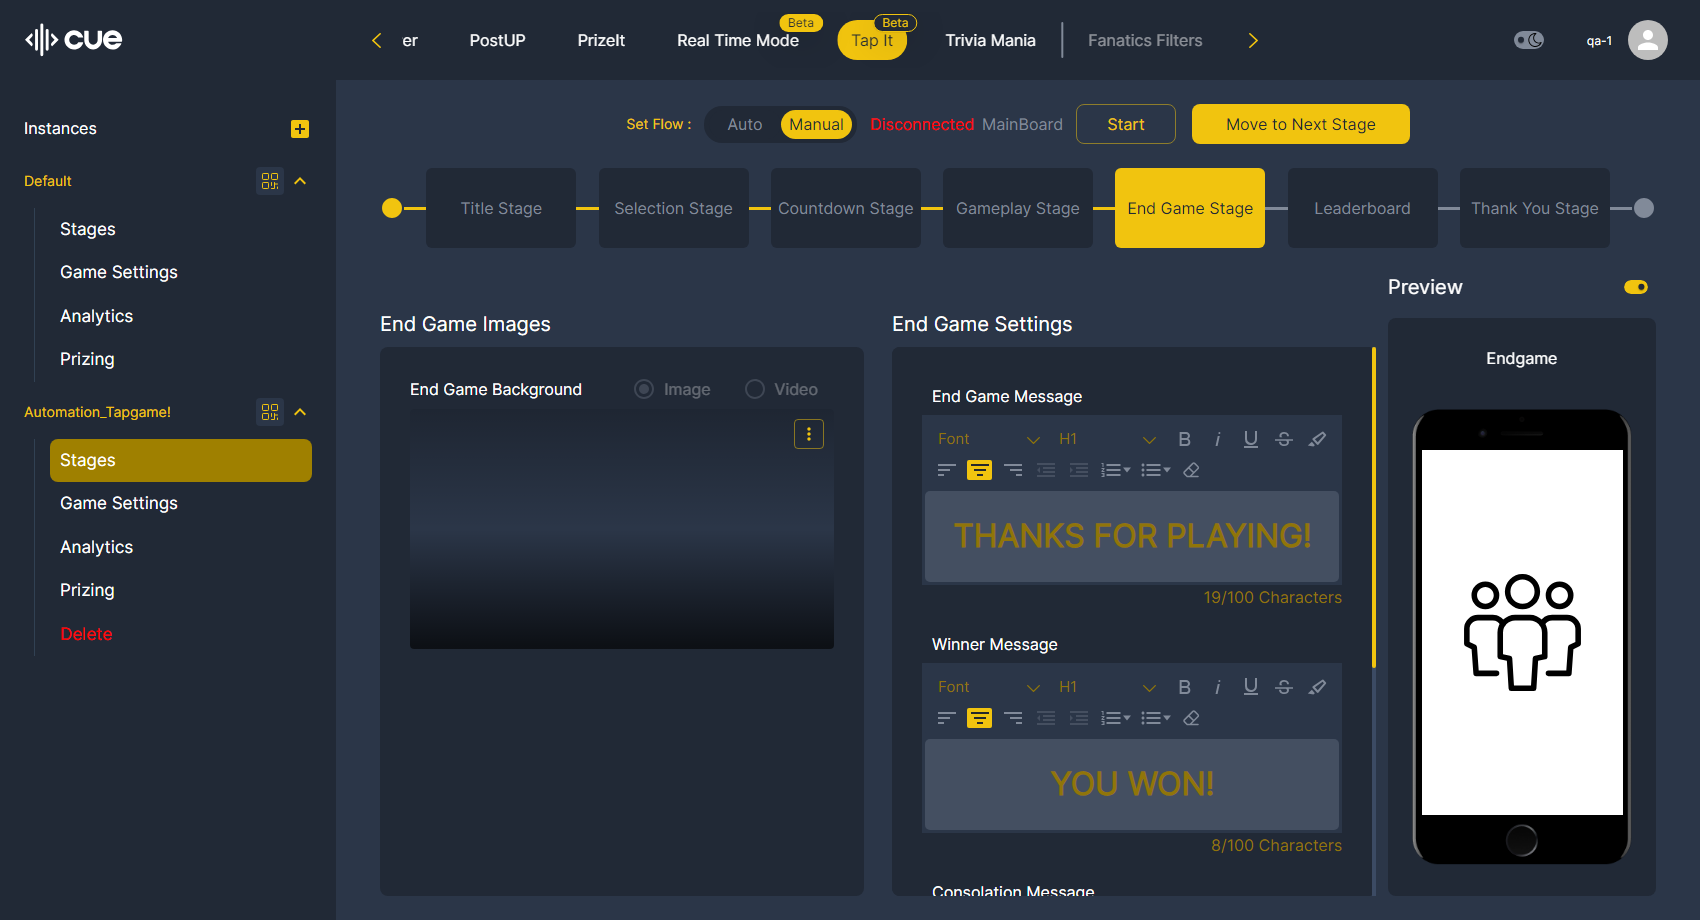 cue
er
PostUP
PrizeIt
Real Time Mode
Beta
Tap It
Beta
Trivia Mania
Fanatics Filters
qa-1
Instances
Default
Stages
Game Settings
Analytics
Prizing
Automation_Tapgame!
Stages
Game Settings
Analytics
Prizing
Delete
Set Flow :
Auto
Manual
Disconnected MainBoard
Start
Move to Next Stage
Title Stage
Selection Stage
Countdown Stage
Gameplay Stage
End Game Stage
Leaderboard
Thank You Stage
End Game Images
End Game Background
Image
Video
End Game Settings
End Game Message
Font
H1
B
i
U
S
THANKS FOR PLAYING!
19/100 Characters
Winner Message
Font
H1
B
i
U
S
YOU WON!
8/100 Characters
Consolation Message
Preview
Endgame